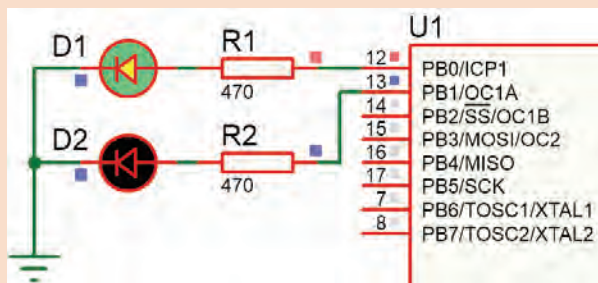 U1
D1
R1
470
D2
R2
470
12 PB0/ICP1
13 PB1/OC1A
14 PB2/SS/OC1B
15 PB3/MOSI/OC2
16 PB4/MISO
17 PB5/SCK
7 PB6/TOSC1/XTAL1
8 PB7/TOSC2/XTAL2